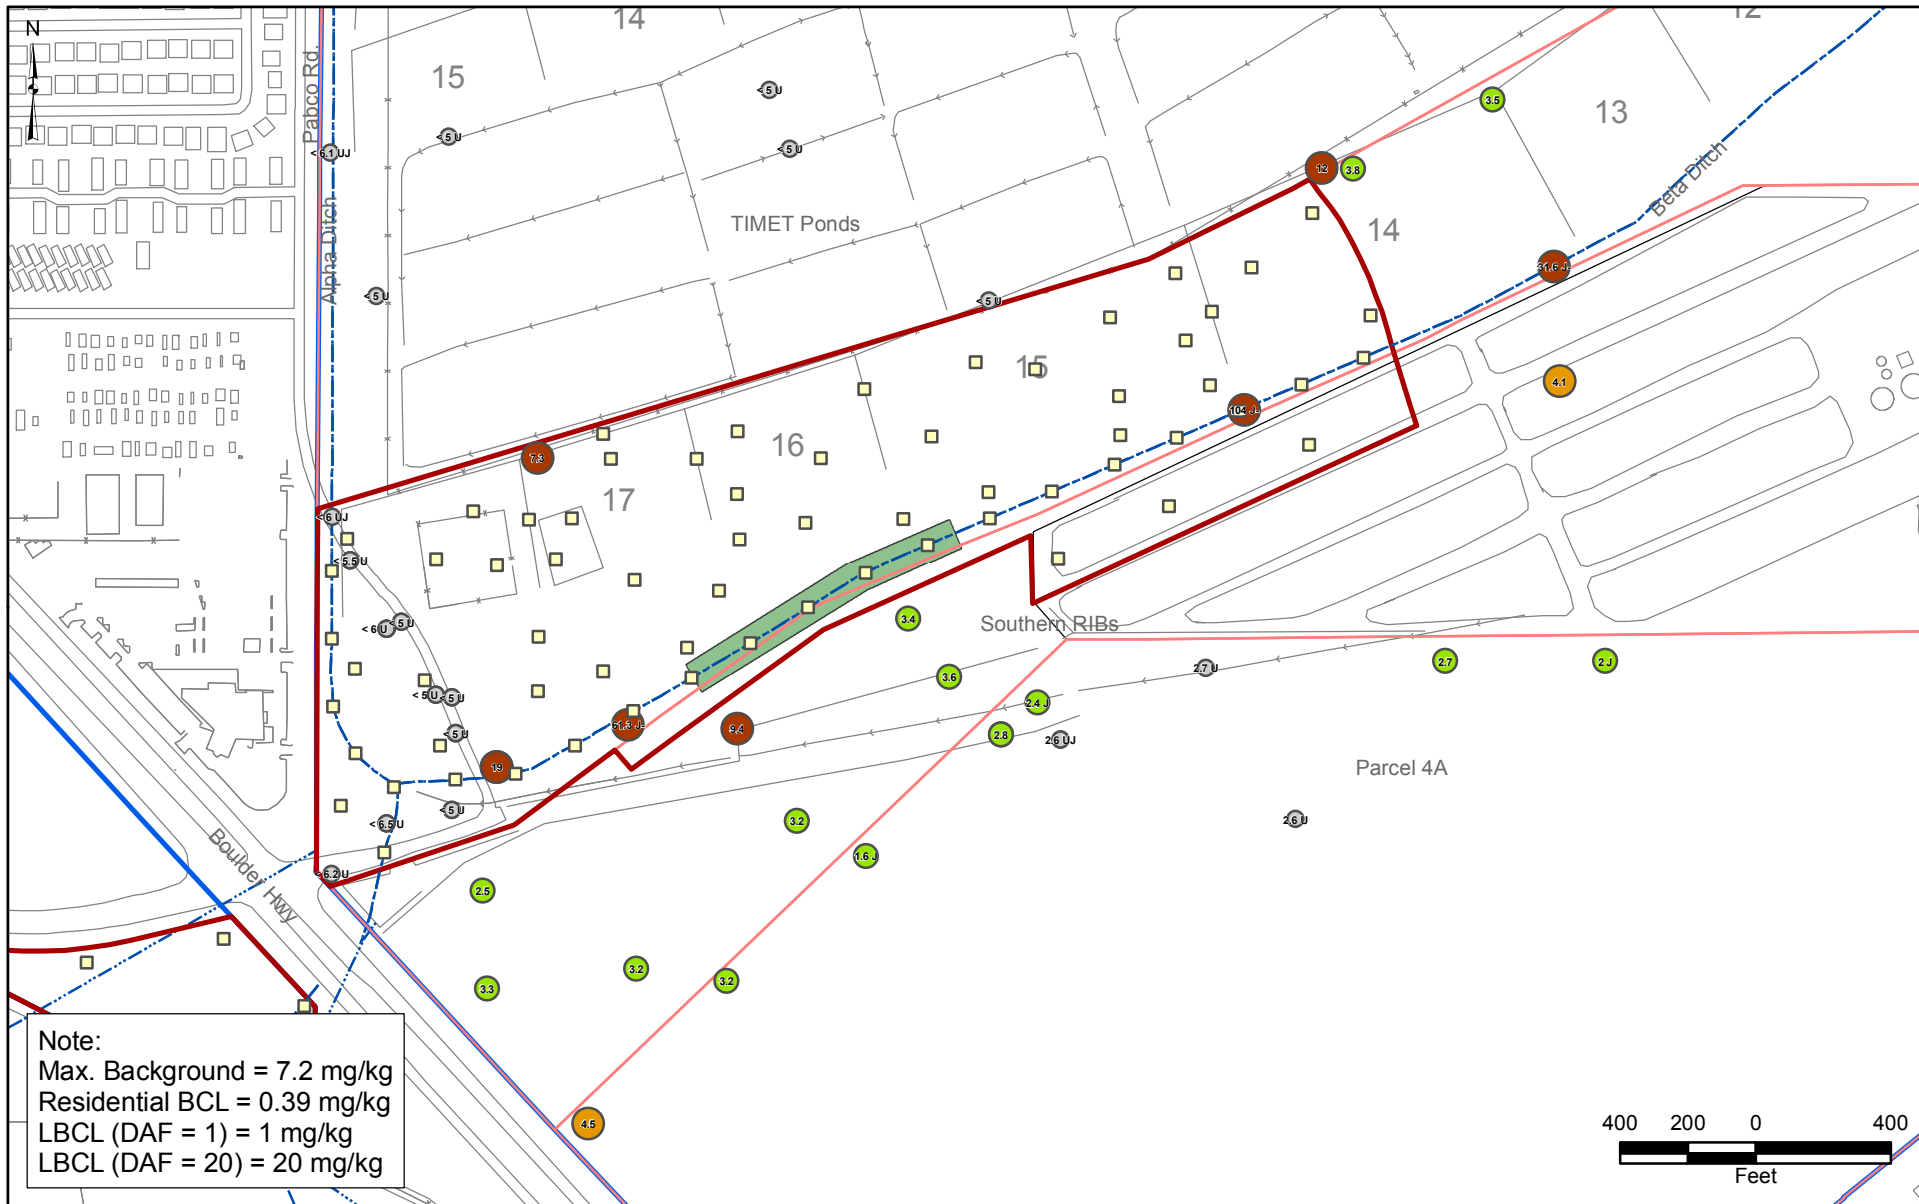 N
14
12
15
Pabco Rd.
< 5 U
3.5
13
< 5 U
< 6.1 UJ
< 5 U
12
3.8
Beta Ditch
TIMET Ponds
14
Alpha Ditch
< 5 U
< 5 U
31.6 J-
15
4.1
104 J-
16
7.3
17
< 6 UJ
< 5.5 U
< 5 U
< 6 U
3.4
Southern RIBs
2.7 U
2.7
2 J
3.6
< 5 U
< 5 U
2.4 J
61.3 J-
9.4
2.8
2.6 UJ
< 5 U
19
Parcel 4A
< 5 U
< 6.5 U
3.2
2.6 U
1.6 J
Boulder Hwy
< 6.2 U
2.5
3.2
3.2
3.3
Note:
Max. Background = 7.2 mg/kg
Residential BCL = 0.39 mg/kg
LBCL (DAF = 1) = 1 mg/kg
LBCL (DAF = 20) = 20 mg/kg
4.5
400 200 0 400
Feet